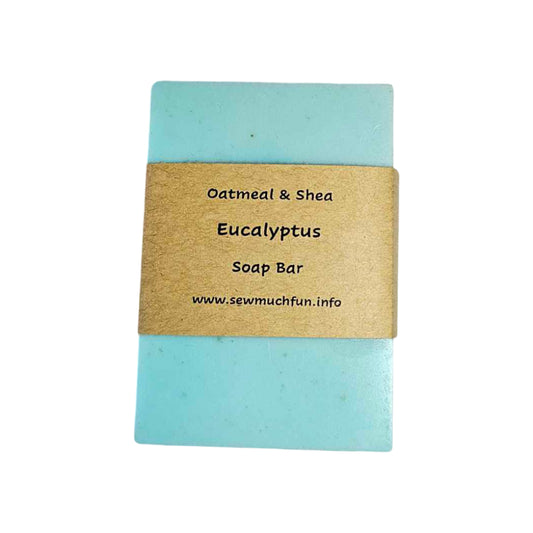 Oatmeal & Shea
Eucalyptus
Soap Bar
www.sewmuchfun.info